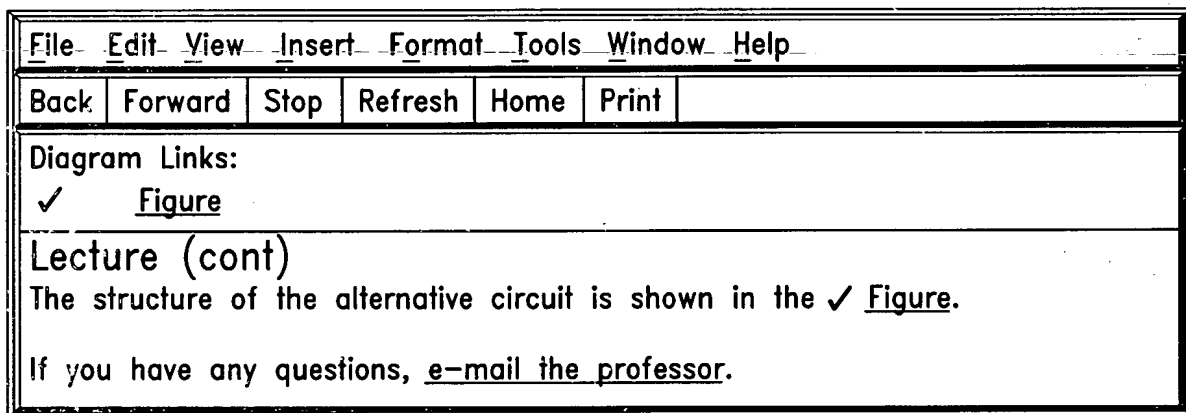 File Edit View Insert Format Tools Window Help
Back Forward Stop Refresh Home Print
Diagram Links:
✓ Figure
Lecture (cont)
The structure of the alternative circuit is shown in the ✓ Figure.
If you have any questions, e-mail the professor.